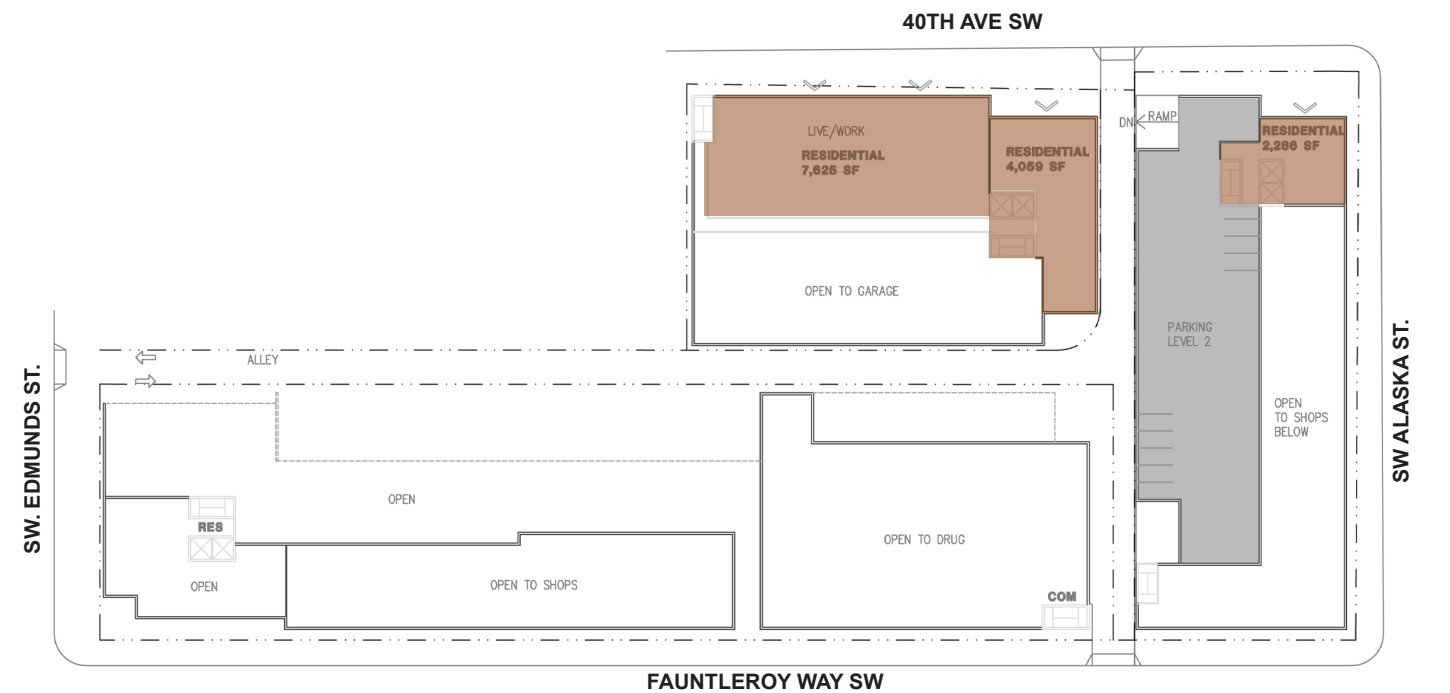 40TH AVE SW
DN
RAMP
LIVE/WORK
RESIDENTIAL
7,625 SF
RESIDENTIAL
4,059 SF
RESIDENTIAL
2,286 SF
OPEN TO GARAGE
PARKING
LEVEL 2
ALLEY
SW. EDMUNDS ST.
SW ALASKA ST.
OPEN
TO SHOPS
BELOW
OPEN
RES
OPEN TO DRUG
OPEN
OPEN TO SHOPS
COM
FAUNTLEROY WAY SW